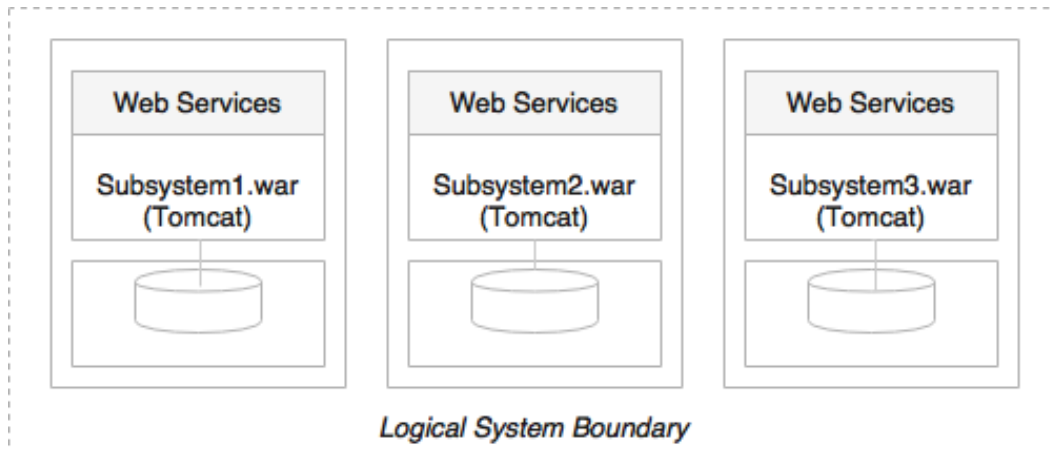 Web Services
Subsystem1.war
(Tomcat)
Web Services
Subsystem2.war
(Tomcat)
Web Services
Subsystem3.war
(Tomcat)
Logical System Boundary